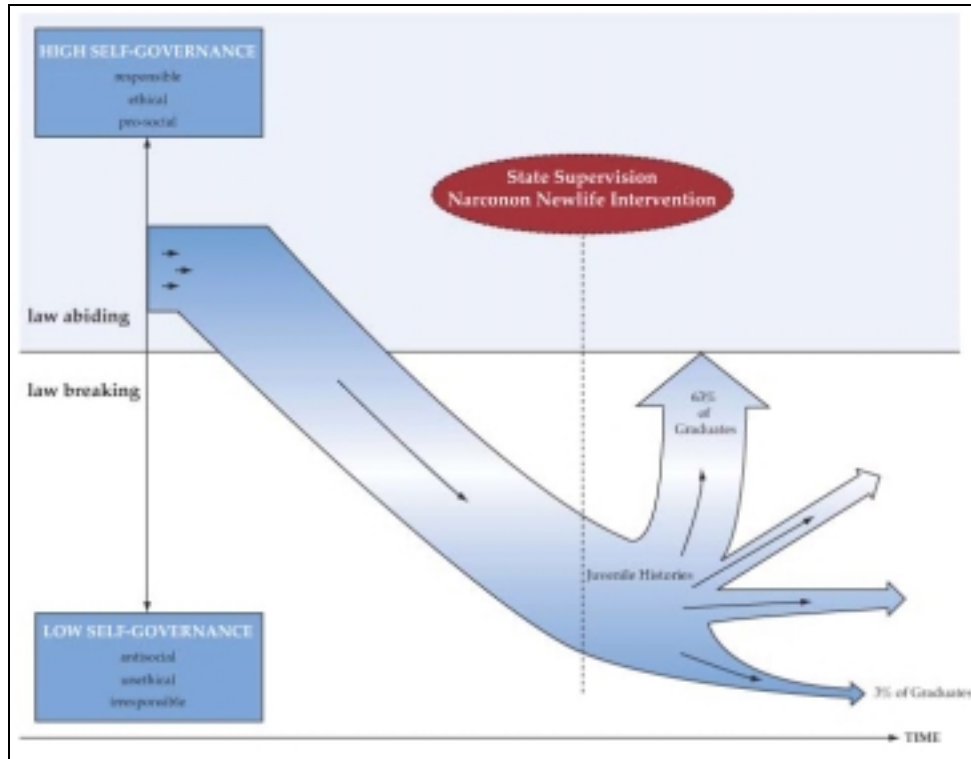 HIGH SELF-GOVERNANCE
responsible
ethical
pro-social
State Supervision
Narconon Newlife Intervention
law abiding
law breaking
63%
of
Graduates
Juvenile Histories
LOW SELF-GOVERNANCE
antisocial
unethical
irresponsible
3% of Graduates
TIME